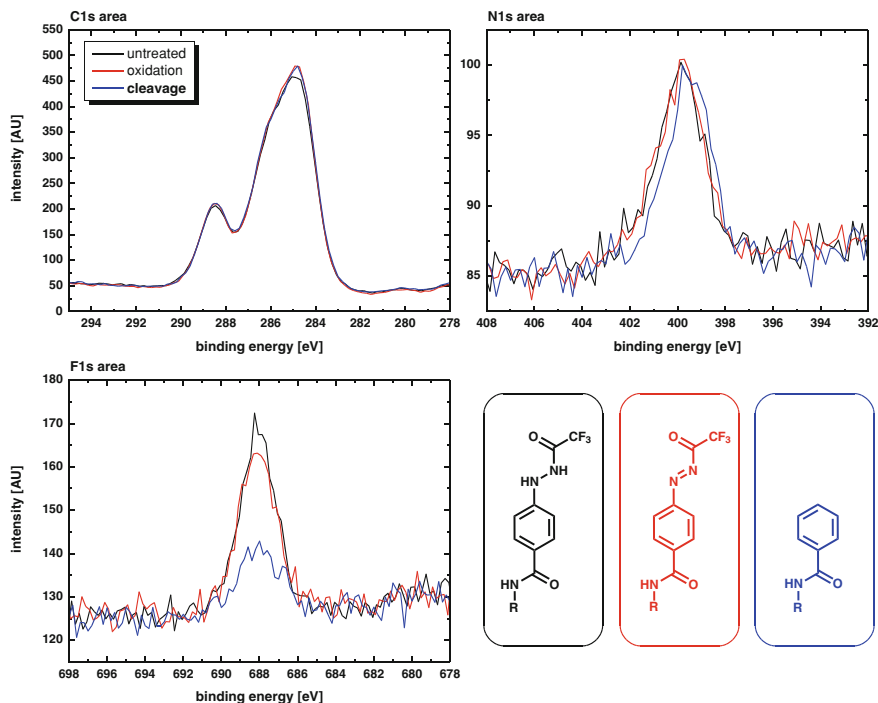 C1s area
550
500
450
400
350
300
250
200
150
100
50
0
untreated
oxidation
cleavage
intensity [AU]
294 292 290 288 286 284 282 280 278
binding energy [eV]
N1s area
100
95
90
85
intensity [AU]
408 406 404 402 400 398 396 394 392
binding energy [eV]
F1s area
180
170
160
150
140
130
120
intensity [AU]
698 696 694 692 690 688 686 684 682 680 678
binding energy [eV]
O CF3
NH
HN
HN O
R
O CF3
N
N
HN O
R
HN O
R